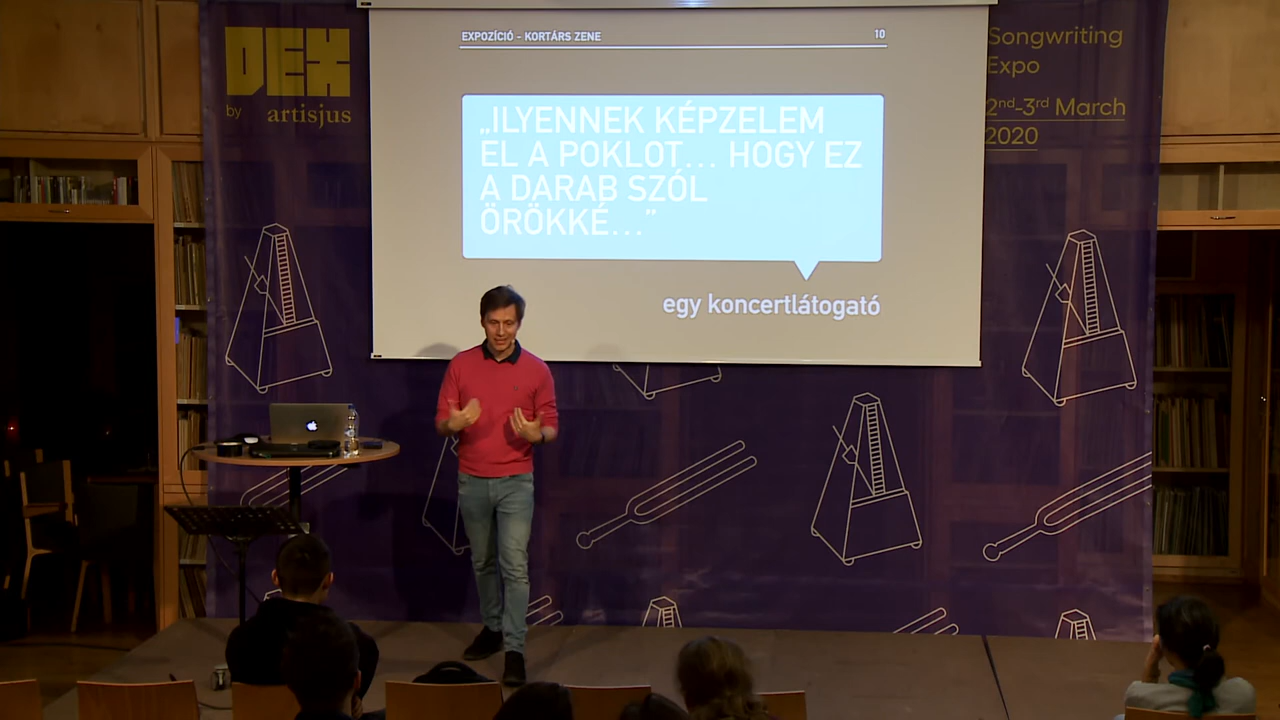 DEX
by artisjus
EXPOZÍCIÓ – KORTÁRS ZENE
10
„ILYENNEK KÉPZELEM
EL A POKLOT... HOGY EZ
A DARAB SZÓL
ÖRÖKKÉ...”
egy koncertlátogató
Songwriting
Expo
2nd-3rd March
2020